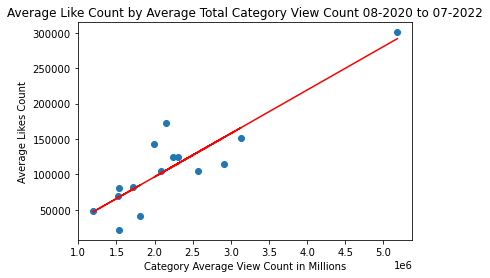 Average Like Count by Average Total Category View Count 08-2020 to 07-2022
300000
250000
200000
150000
100000
50000
Average Likes Count
1.0 1.5 2.0 2.5 3.0 3.5 4.0 4.5 5.0
1e6
Category Average View Count in Millions